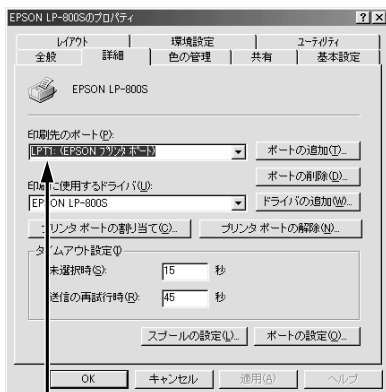 EPSON LP-800Sのプロパティ
レイアウト 環境設定 ユーティリティ
全般 詳細 色の管理 共有 基本設定
EPSON LP-800S
印刷先のポート(P):
LPT1: (EPSON プリンタ ポート)
ポートの追加(T)...
ポートの削除(D)...
印刷に使用するドライバ(U):
EPSON LP-800S
ドライバの追加(W)...
プリンタ ポートの割り当て(C)...
プリンタ ポートの解除(N)...
タイムアウト設定
未選択時(S): 15 秒
送信の再試行時(R): 45 秒
スプールの設定(L)... ポートの設定(O)...
OK キャンセル 適用(A) ヘルプ